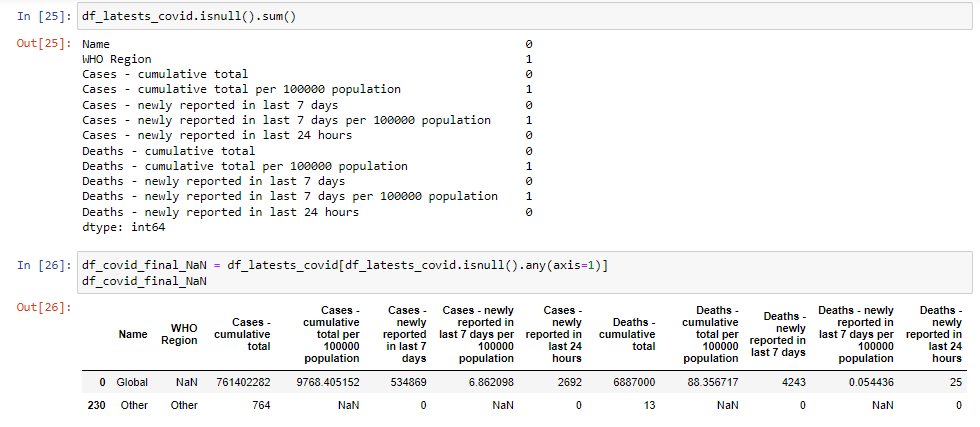 In [25]: df_latests_covid.isnull().sum()
Out[25]: Name 0
WHO Region 1
Cases - cumulative total 0
Cases - cumulative total per 100000 population 1
Cases - newly reported in last 7 days 0
Cases - newly reported in last 7 days per 100000 population 1
Cases - newly reported in last 24 hours 0
Deaths - cumulative total 0
Deaths - cumulative total per 100000 population 1
Deaths - newly reported in last 7 days 0
Deaths - newly reported in last 7 days per 100000 population 1
Deaths - newly reported in last 24 hours 0
dtype: int64
In [26]: df_covid_final_NaN = df_latests_covid[df_latests_covid.isnull().any(axis=1)]
df_covid_final_NaN
Out[26]:
Name
WHO
Region
Cases -
cumulative
total
Cases -
cumulative
total per
100000
population
Cases -
newly
reported
in last 7
days
Cases - newly
reported in
last 7 days per
100000
population
Cases -
newly
reported in
last 24
hours
Deaths -
cumulative
total
Deaths -
cumulative
total per
100000
population
Deaths -
newly
reported in
last 7 days
Deaths - newly
reported in
last 7 days per
100000
population
Deaths -
newly
reported in
last 24
hours
0 Global NaN 761402282 9768.405152 534869 6.862098 2692 6887000 88.356717 4243 0.054436 25
230 Other Other 764 NaN 0 NaN 0 13 NaN 0 NaN 0